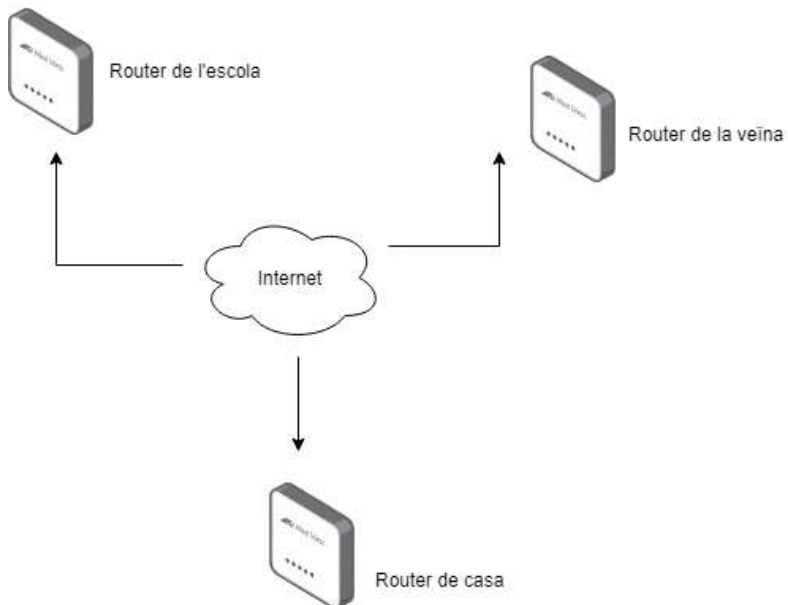 Router de l'escola
Router de la veïna
Internet
Router de casa